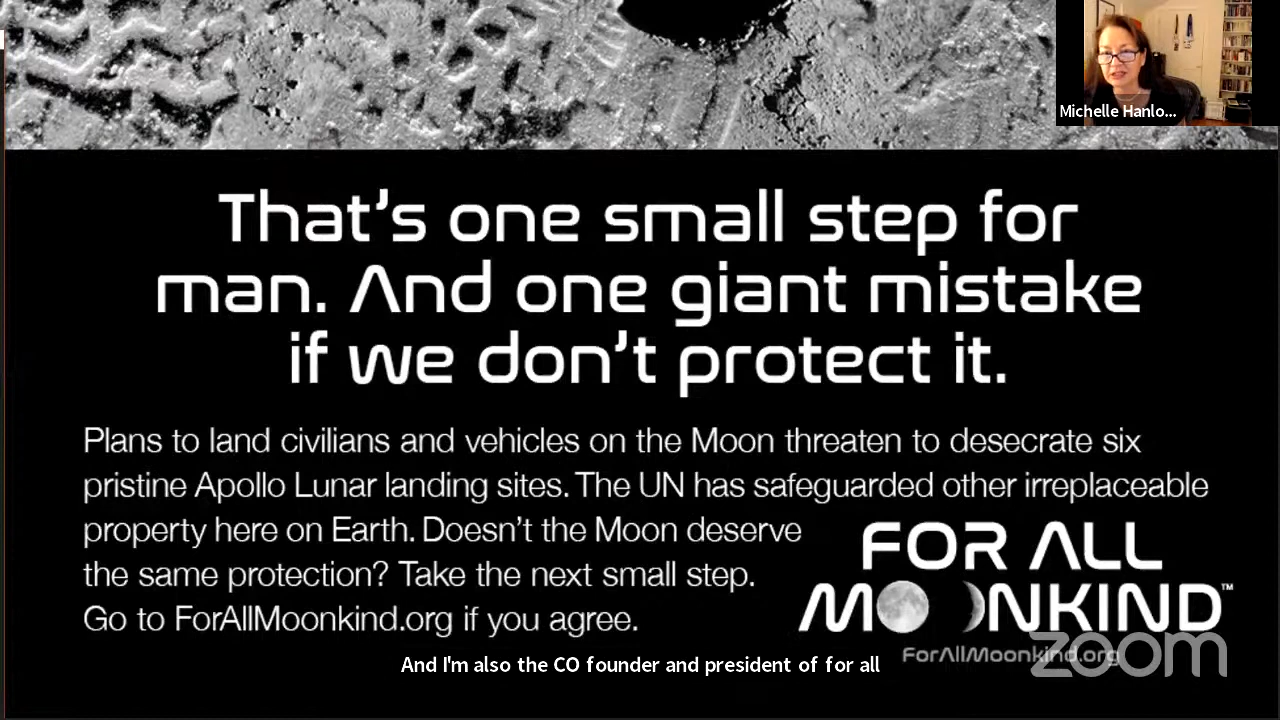 Michelle Hanlo...
That's one small step for
man. And one giant mistake
if we don't protect it.
Plans to land civilians and vehicles on the Moon threaten to desecrate six
pristine Apollo Lunar landing sites. The UN has safeguarded other irreplaceable
property here on Earth. Doesn't the Moon deserve
the same protection? Take the next small step.
Go to ForAllMoonkind.org if you agree.
FOR ALL
MOONKIND™
ForAllMoonkind.org
zoom
And I'm also the CO founder and president of for all